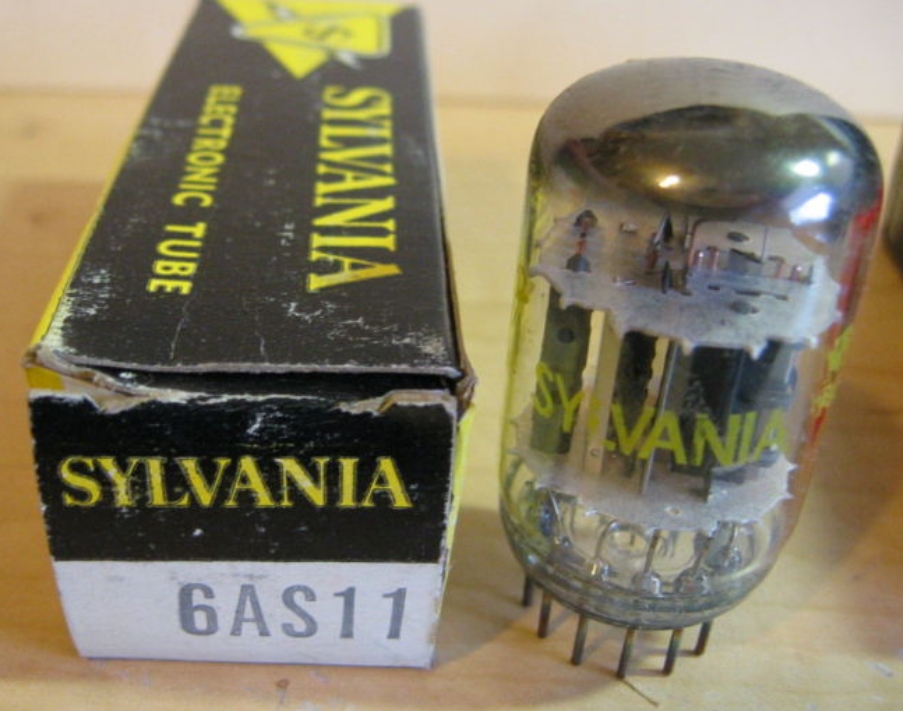 S
SYLVANIA
ELECTRONIC TUBE
SYLVANIA
6AS11
SYLVANIA